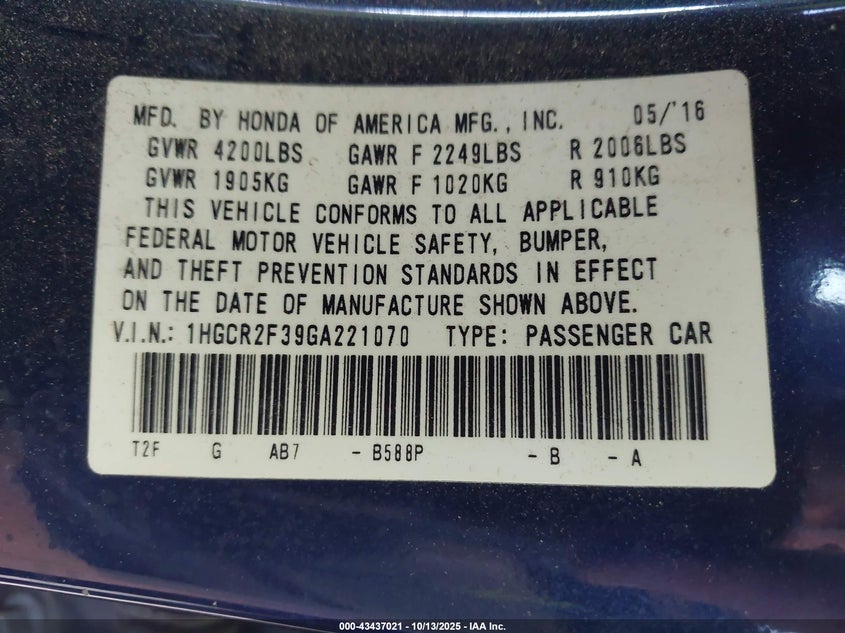 MFD. BY HONDA OF AMERICA MFG., INC. 05/'16
GVWR 4200LBS GAWR F 2249LBS R 2006LBS
GVWR 1905KG GAWR F 1020KG R 910KG
THIS VEHICLE CONFORMS TO ALL APPLICABLE
FEDERAL MOTOR VEHICLE SAFETY, BUMPER,
AND THEFT PREVENTION STANDARDS IN EFFECT
ON THE DATE OF MANUFACTURE SHOWN ABOVE.
V.I.N.: 1HGCR2F39GA221070 TYPE: PASSENGER CAR
T2F G AB7 - B588P - B - A
000-43437021 - 10/13/2025 - IAA Inc.